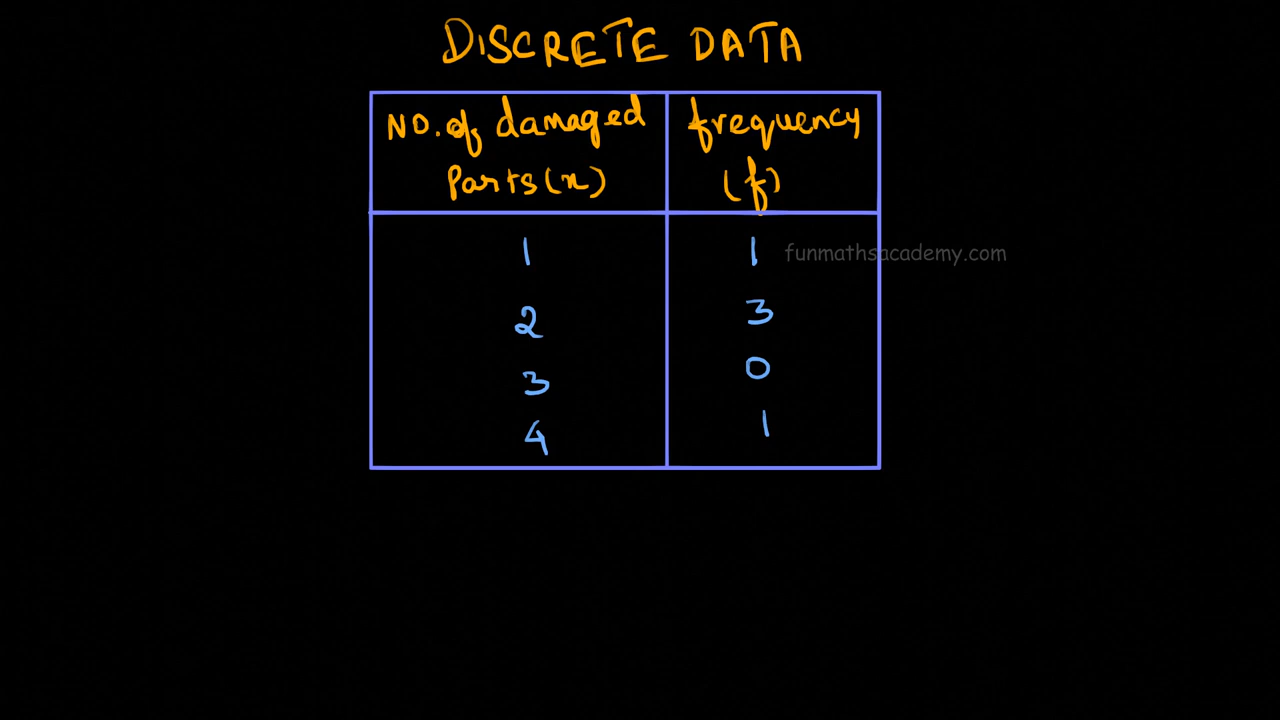 DISCRETE DATA
NO. of damaged frequency
Parts (x) (f)
1 1 funmathsacademy.com
2 3
3 0
4 1